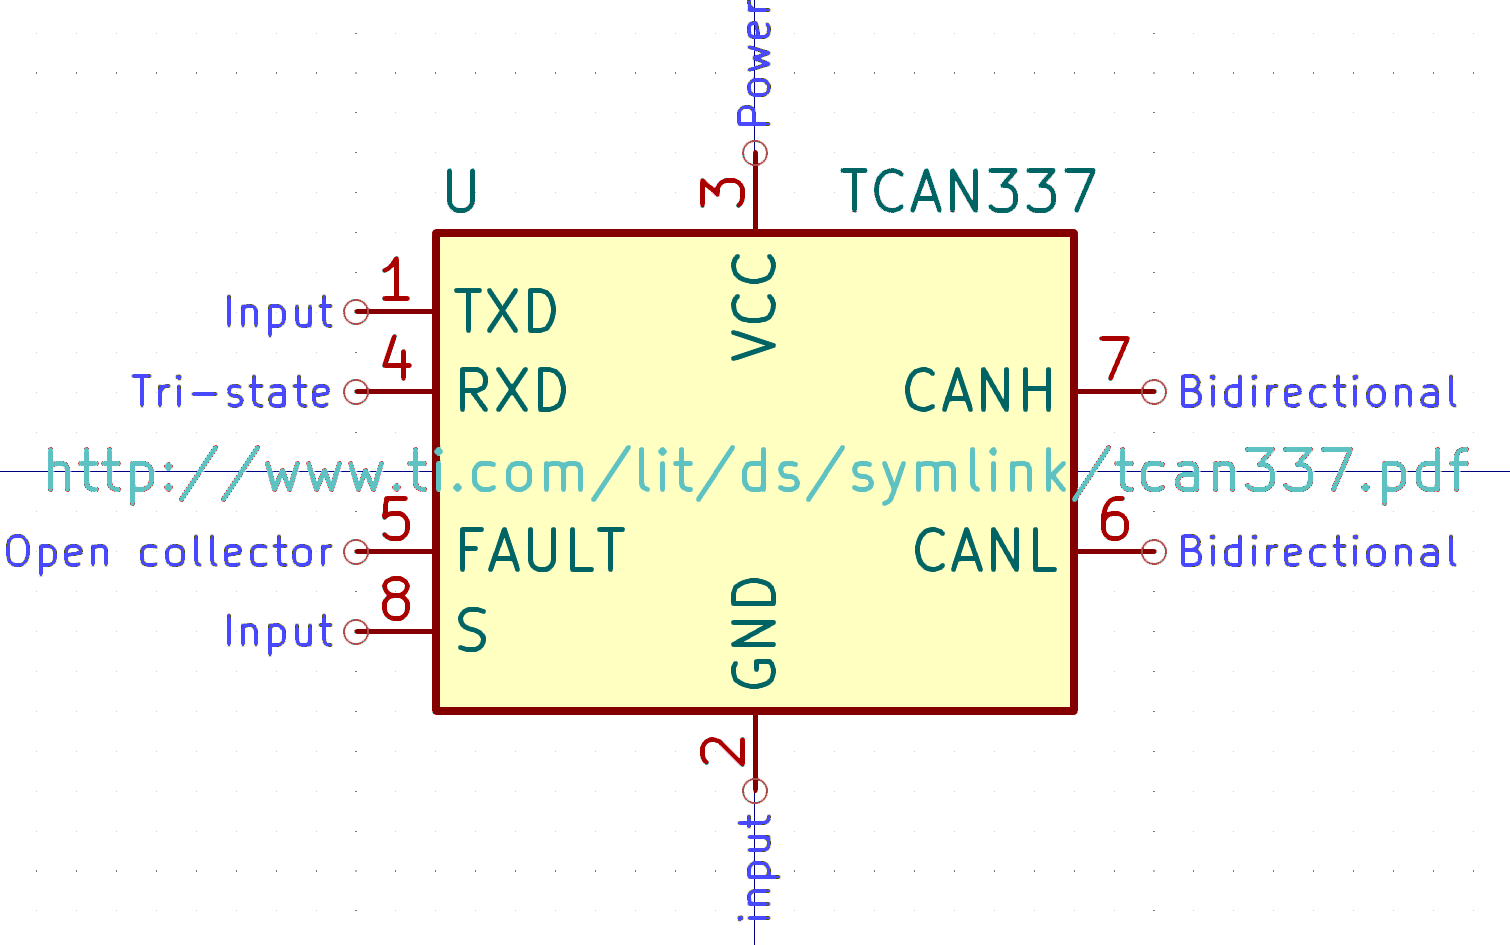 Power
3
U
TCAN337
VCC
1
Input
TXD
4
Tri-state
RXD
7
CANH
Bidirectional
http://www.ti.com/lit/ds/symlink/tcan337.pdf
5
Open collector
FAULT
6
CANL
Bidirectional
8
Input
S
GND
2
input